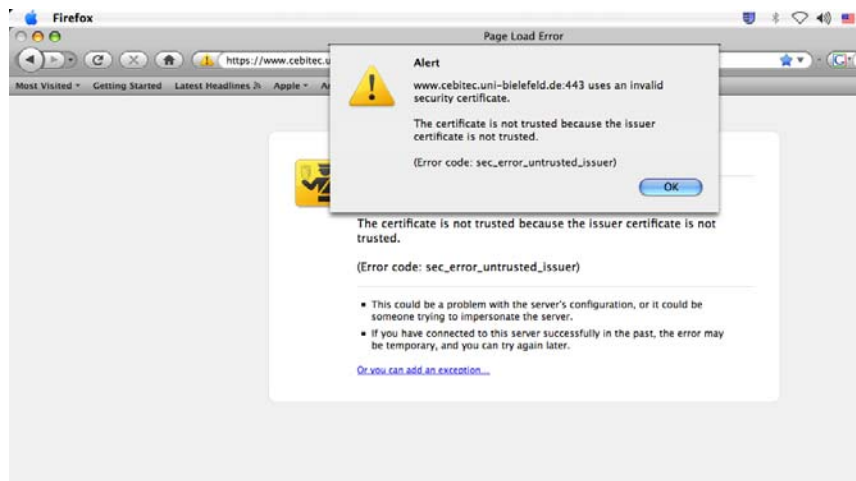 Firefox
Page Load Error
https://www.cebitec.u
Most Visited Getting Started Latest Headlines Apple
Alert
www.cebitec.uni-bielefeld.de:443 uses an invalid
security certificate.
The certificate is not trusted because the issuer
certificate is not trusted.
(Error code: sec_error_untrusted_issuer)
OK
The certificate is not trusted because the issuer certificate is not
trusted.
(Error code: sec_error_untrusted_issuer)
This could be a problem with the server's configuration, or it could be
someone trying to impersonate the server.
If you have connected to this server successfully in the past, the error may
be temporary, and you can try again later.
Or you can add an exception...